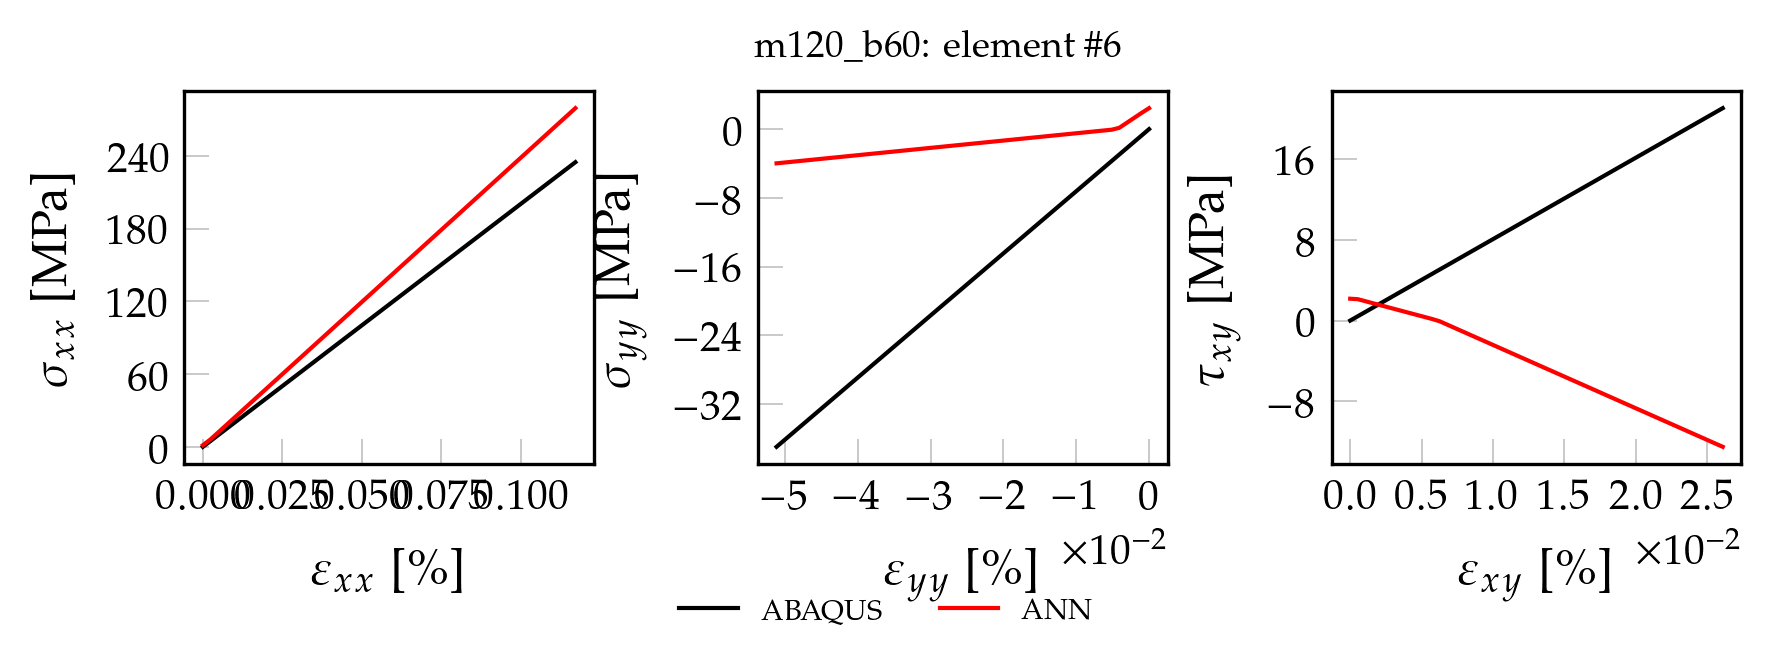 m120_b60: element #6
σxx [MPa]
240
180
120
60
0
0.000 0.025 0.050 0.075 0.100
εxx [%]
σyy [MPa]
0
−8
−16
−24
−32
−5 −4 −3 −2 −1 0
×10−2
εyy [%]
τxy [MPa]
16
8
0
−8
0.0 0.5 1.0 1.5 2.0 2.5
×10−2
εxy [%]
ABAQUS ANN